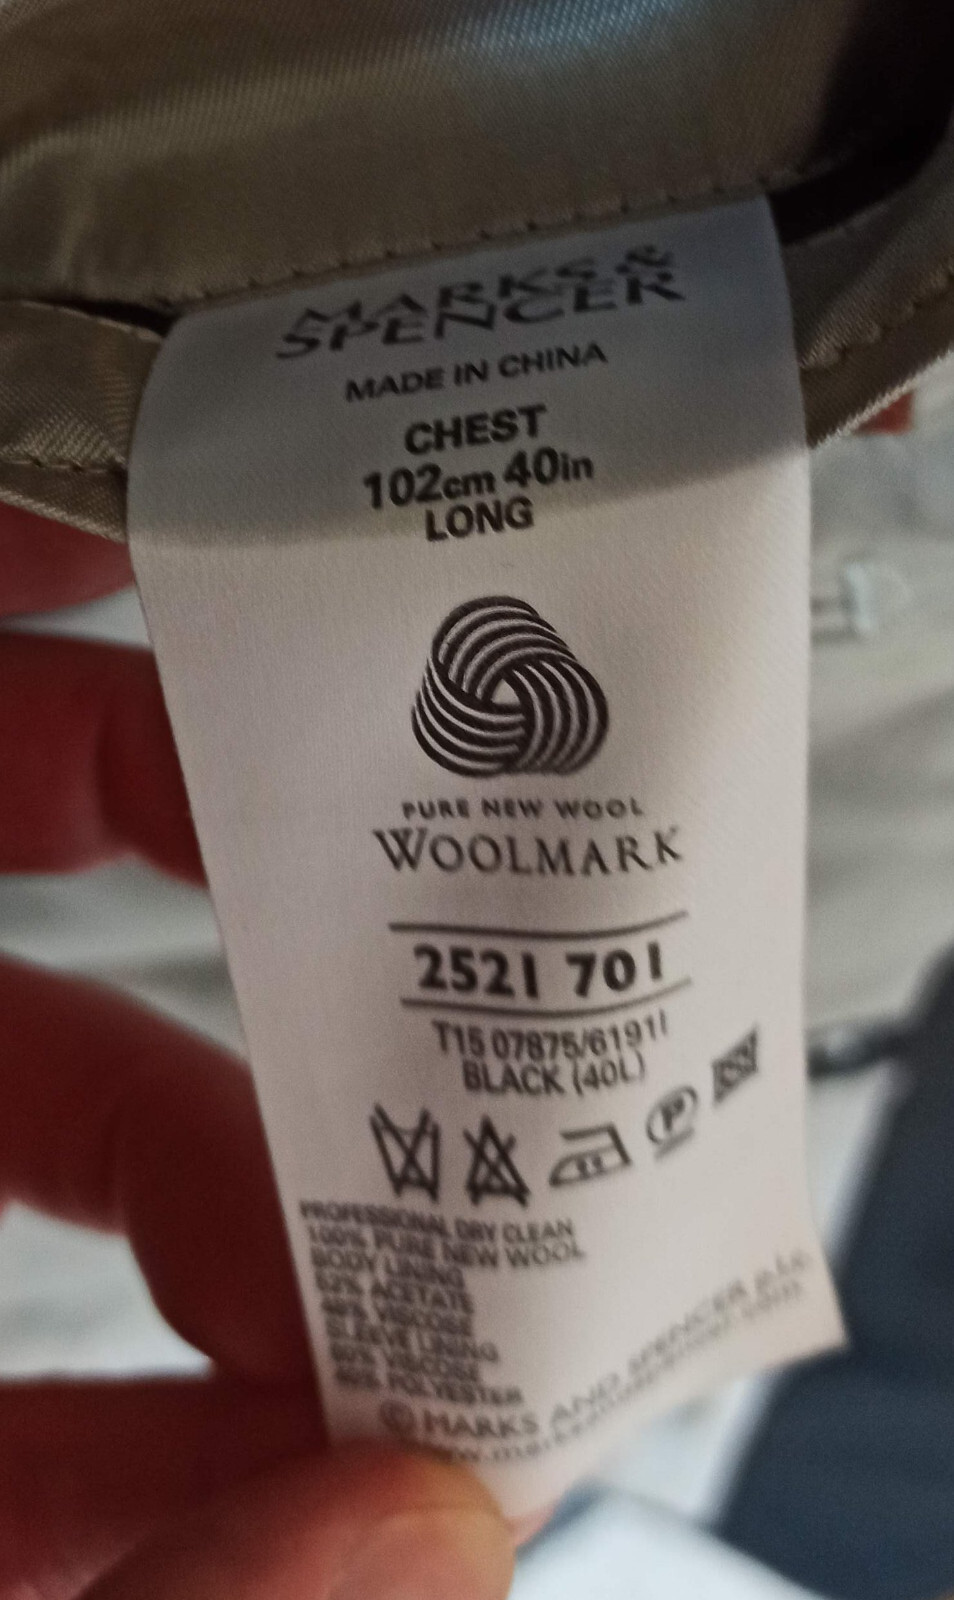 MARKS &
SPENCER
MADE IN CHINA
CHEST
102cm 40in
LONG
PURE NEW WOOL
WOOLMARK
2521 701
T15 07875/6191I
BLACK (40L)
P
PROFESSIONAL DRY CLEAN
100% PURE NEW WOOL
BODY LINING
ACETATE
VISCOSE
SLEEVE LINING
VISCOSE
POLYESTER
© MARKS AND SPENCER p.l.c.